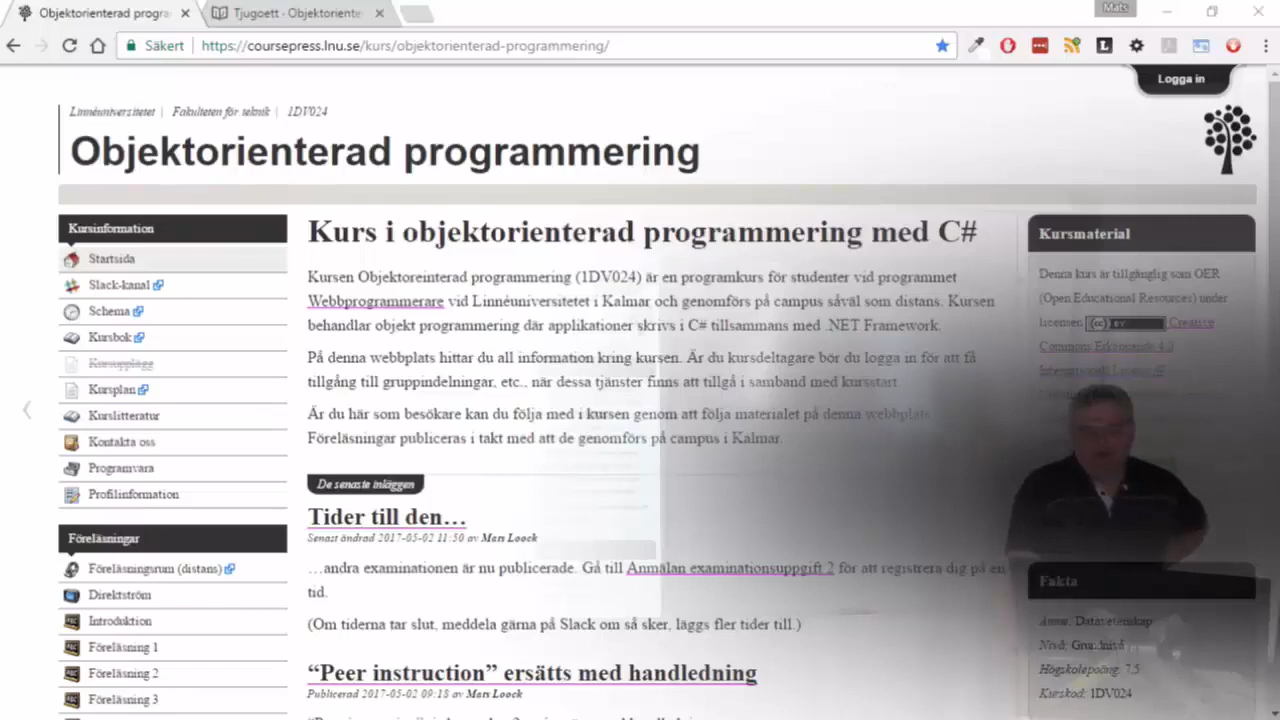 Objektorienterad progra
Tjugoett - Objektoriente
Mats
Säkert
https://coursepress.lnu.se/kurs/objektorienterad-programmering/
Logga in
Linnéuniversitetet | Fakulteten för teknik | 1DV024
Objektorienterad programmering
Kursinformation
Startsida
Slack-kanal
Schema
Kursbok
Kursupplägg
Kursplan
Kurslitteratur
Kontakta oss
Programvara
Profilinformation
Föreläsningar
Föreläsningsrum (distans)
Direktström
Introduktion
Föreläsning 1
Föreläsning 2
Föreläsning 3
Kurs i objektorienterad programmering med C#
Kursen Objektoreinterad programmering (1DV024) är en programkurs för studenter vid programmet
Webbprogrammerare vid Linnéuniversitetet i Kalmar och genomförs på campus såväl som distans. Kursen
behandlar objekt programmering där applikationer skrivs i C# tillsammans med .NET Framework.
På denna webbplats hittar du all information kring kursen. Är du kursdeltagare bör du logga in för att få
tillgång till gruppindelningar, etc., när dessa tjänster finns att tillgå i samband med kursstart.
Är du här som besökare kan du följa med i kursen genom att följa materialet på denna webbplats.
Föreläsningar publiceras i takt med att de genomförs på campus i Kalmar.
De senaste inläggen
Tider till den…
Senast ändrad 2017-05-02 11:50 av Mats Loock
…andra examinationen är nu publicerade. Gå till Anmälan examinationsuppgift 2 för att registrera dig på en
tid.
(Om tiderna tar slut, meddela gärna på Slack om så sker, läggs fler tider till.)
“Peer instruction” ersätts med handledning
Publicerad 2017-05-02 09:18 av Mats Loock
Kursmaterial
Denna kurs är tillgänglig som OER
(Open Educational Resources) under
licensen Creative
Commons Erkännande 4.0
International License
Fakta
Ämne: Datavetenskap
Nivå: Grundnivå
Högskolepoäng: 7,5
Kurskod: 1DV024